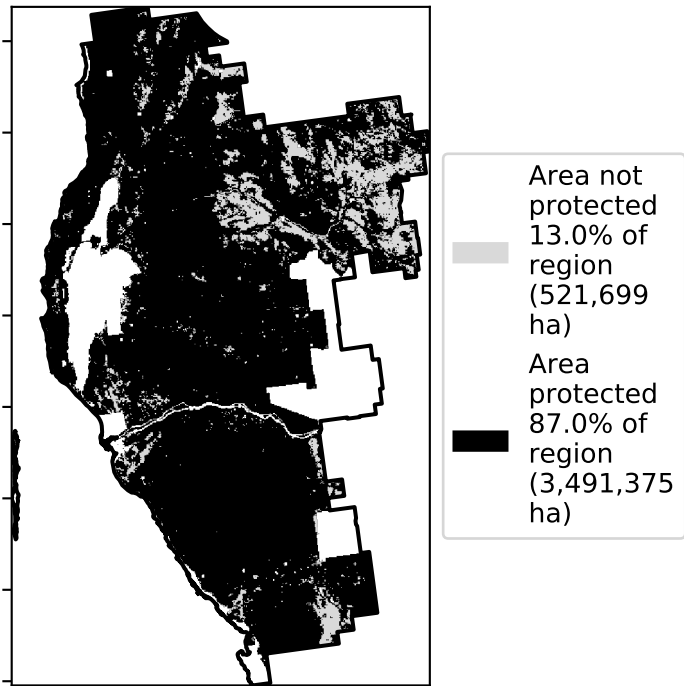 Area not
protected
13.0% of
region
(521,699
ha)
Area
protected
87.0% of
region
(3,491,375
ha)